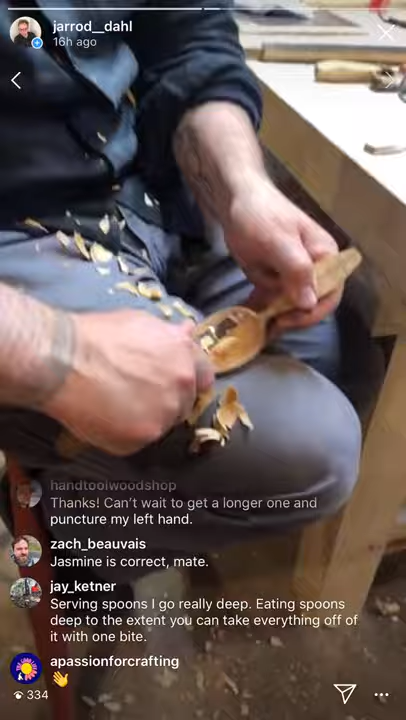 jarrod__dahl
16h ago
handtoolwoodshop
Thanks! Can't wait to get a longer one and
puncture my left hand.
zach_beauvais
Jasmine is correct, mate.
jay_ketner
Serving spoons I go really deep. Eating spoons
deep to the extent you can take everything off of
it with one bite.
apassionforcrafting
👋
334